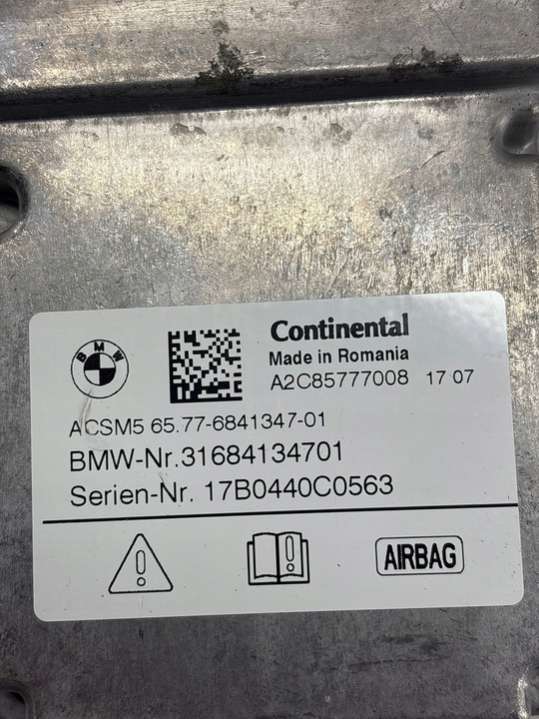 BMW
Continental
Made in Romania
A2C85777008 17 07
ACSM5 65.77-6841347-01
BMW-Nr.31684134701
Serien-Nr. 17B0440C0563
AIRBAG